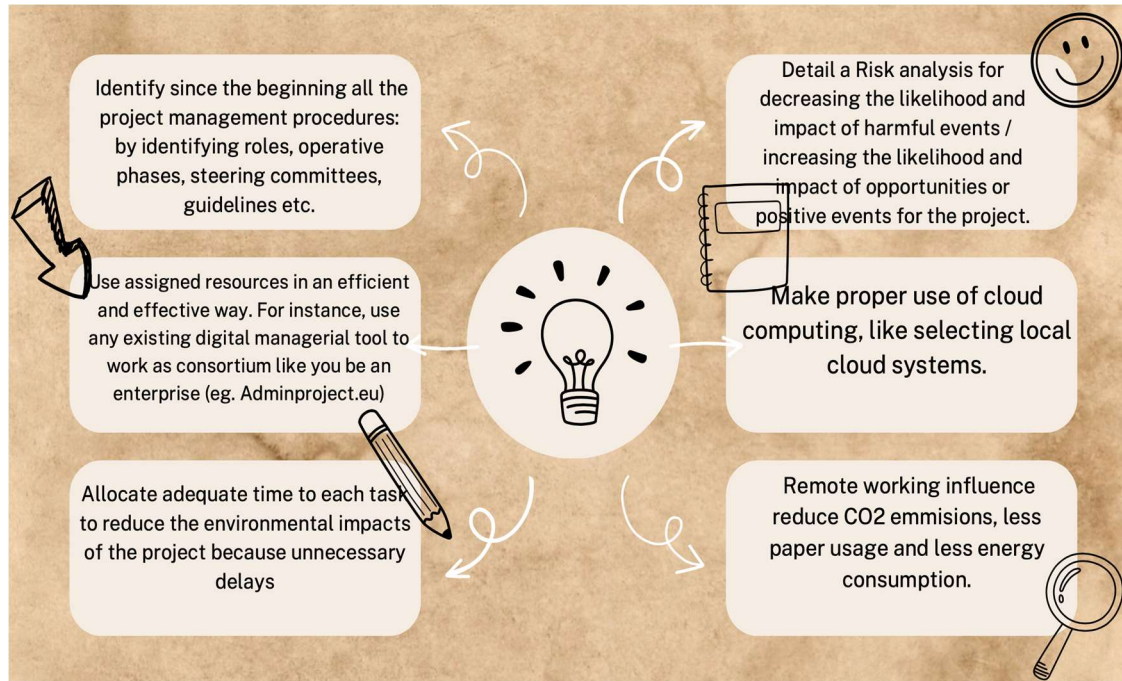 Identify since the beginning all the
project management procedures:
by identifying roles, operative
phases, steering committees,
guidelines etc.
Use assigned resources in an efficient
and effective way. For instance, use
any existing digital managerial tool to
work as consortium like you be an
enterprise (eg. Adminproject.eu)
Allocate adequate time to each task
to reduce the environmental impacts
of the project because unnecessary
delays
Detail a Risk analysis for
decreasing the likelihood and
impact of harmful events /
increasing the likelihood and
impact of opportunities or
positive events for the project.
Make proper use of cloud
computing, like selecting local
cloud systems.
Remote working influence
reduce CO2 emmisions, less
paper usage and less energy
consumption.